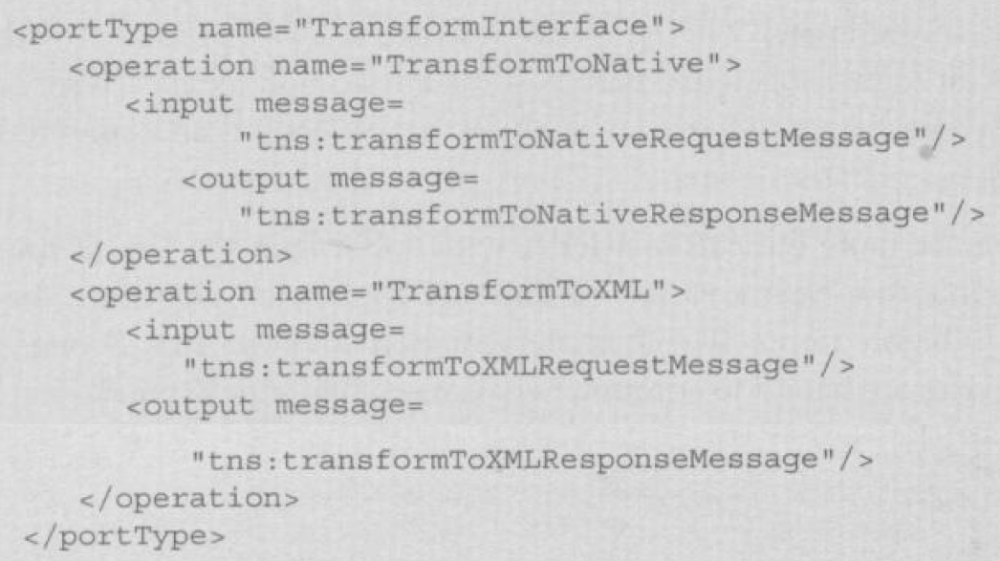 <portType name="TransformInterface">
<operation name="TransformToNative">
<input message=
"tns:transformToNativeRequestMessage"/>
<output message=
"tns:transformToNativeResponseMessage"/>
</operation>
<operation name="TransformToXML">
<input message=
"tns:transformToXMLRequestMessage"/>
<output message=
"tns:transformToXMLResponseMessage"/>
</operation>
</portType>